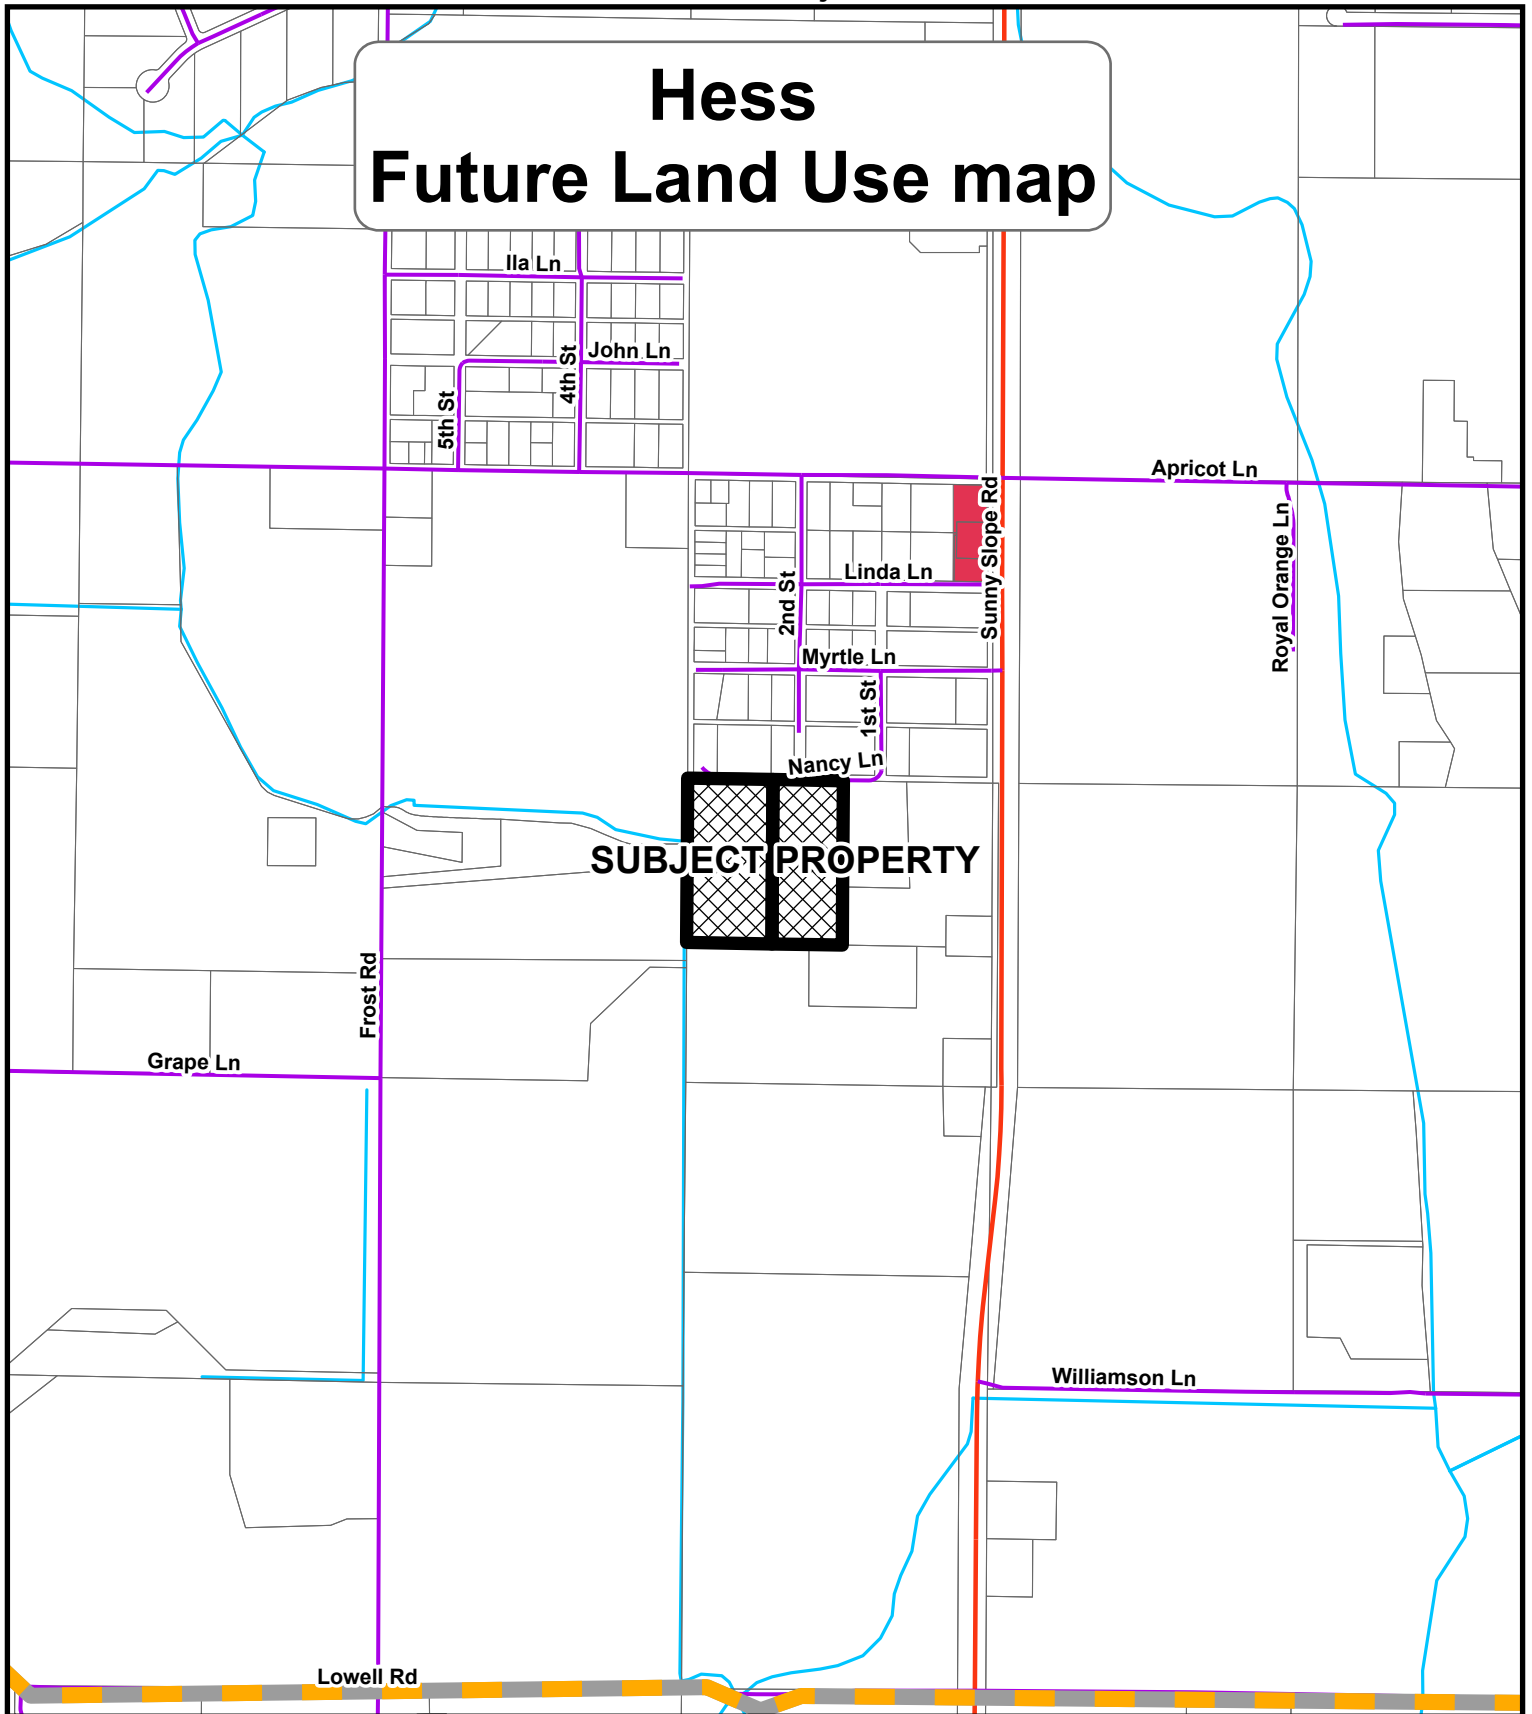 Hess
Future Land Use map
Ila Ln
John Ln
4th St
5th St
Apricot Ln
Sunny Slope Rd
Royal Orange Ln
Linda Ln
2nd St
Myrtle Ln
1st St
Nancy Ln
SUBJECT PROPERTY
Frost Rd
Grape Ln
Williamson Ln
Lowell Rd